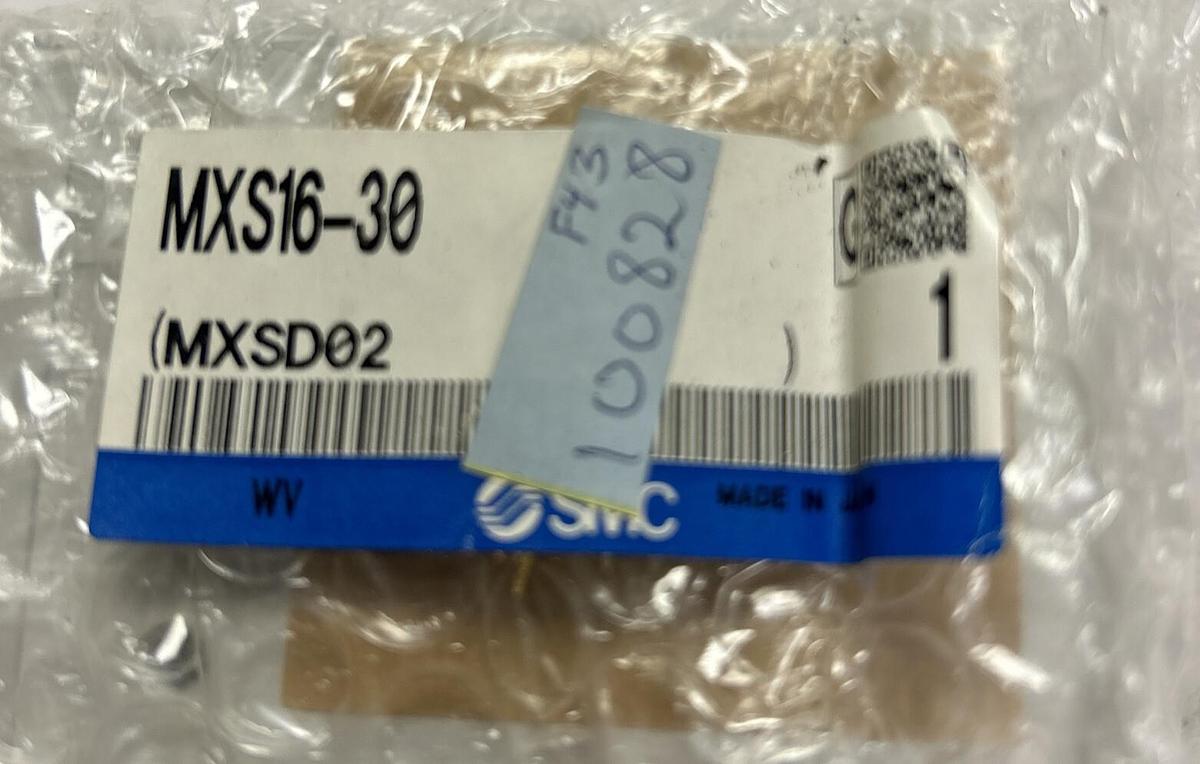 MXS16-30
(MXSD02 )
1
F43
100828
WV
SMC
MADE IN